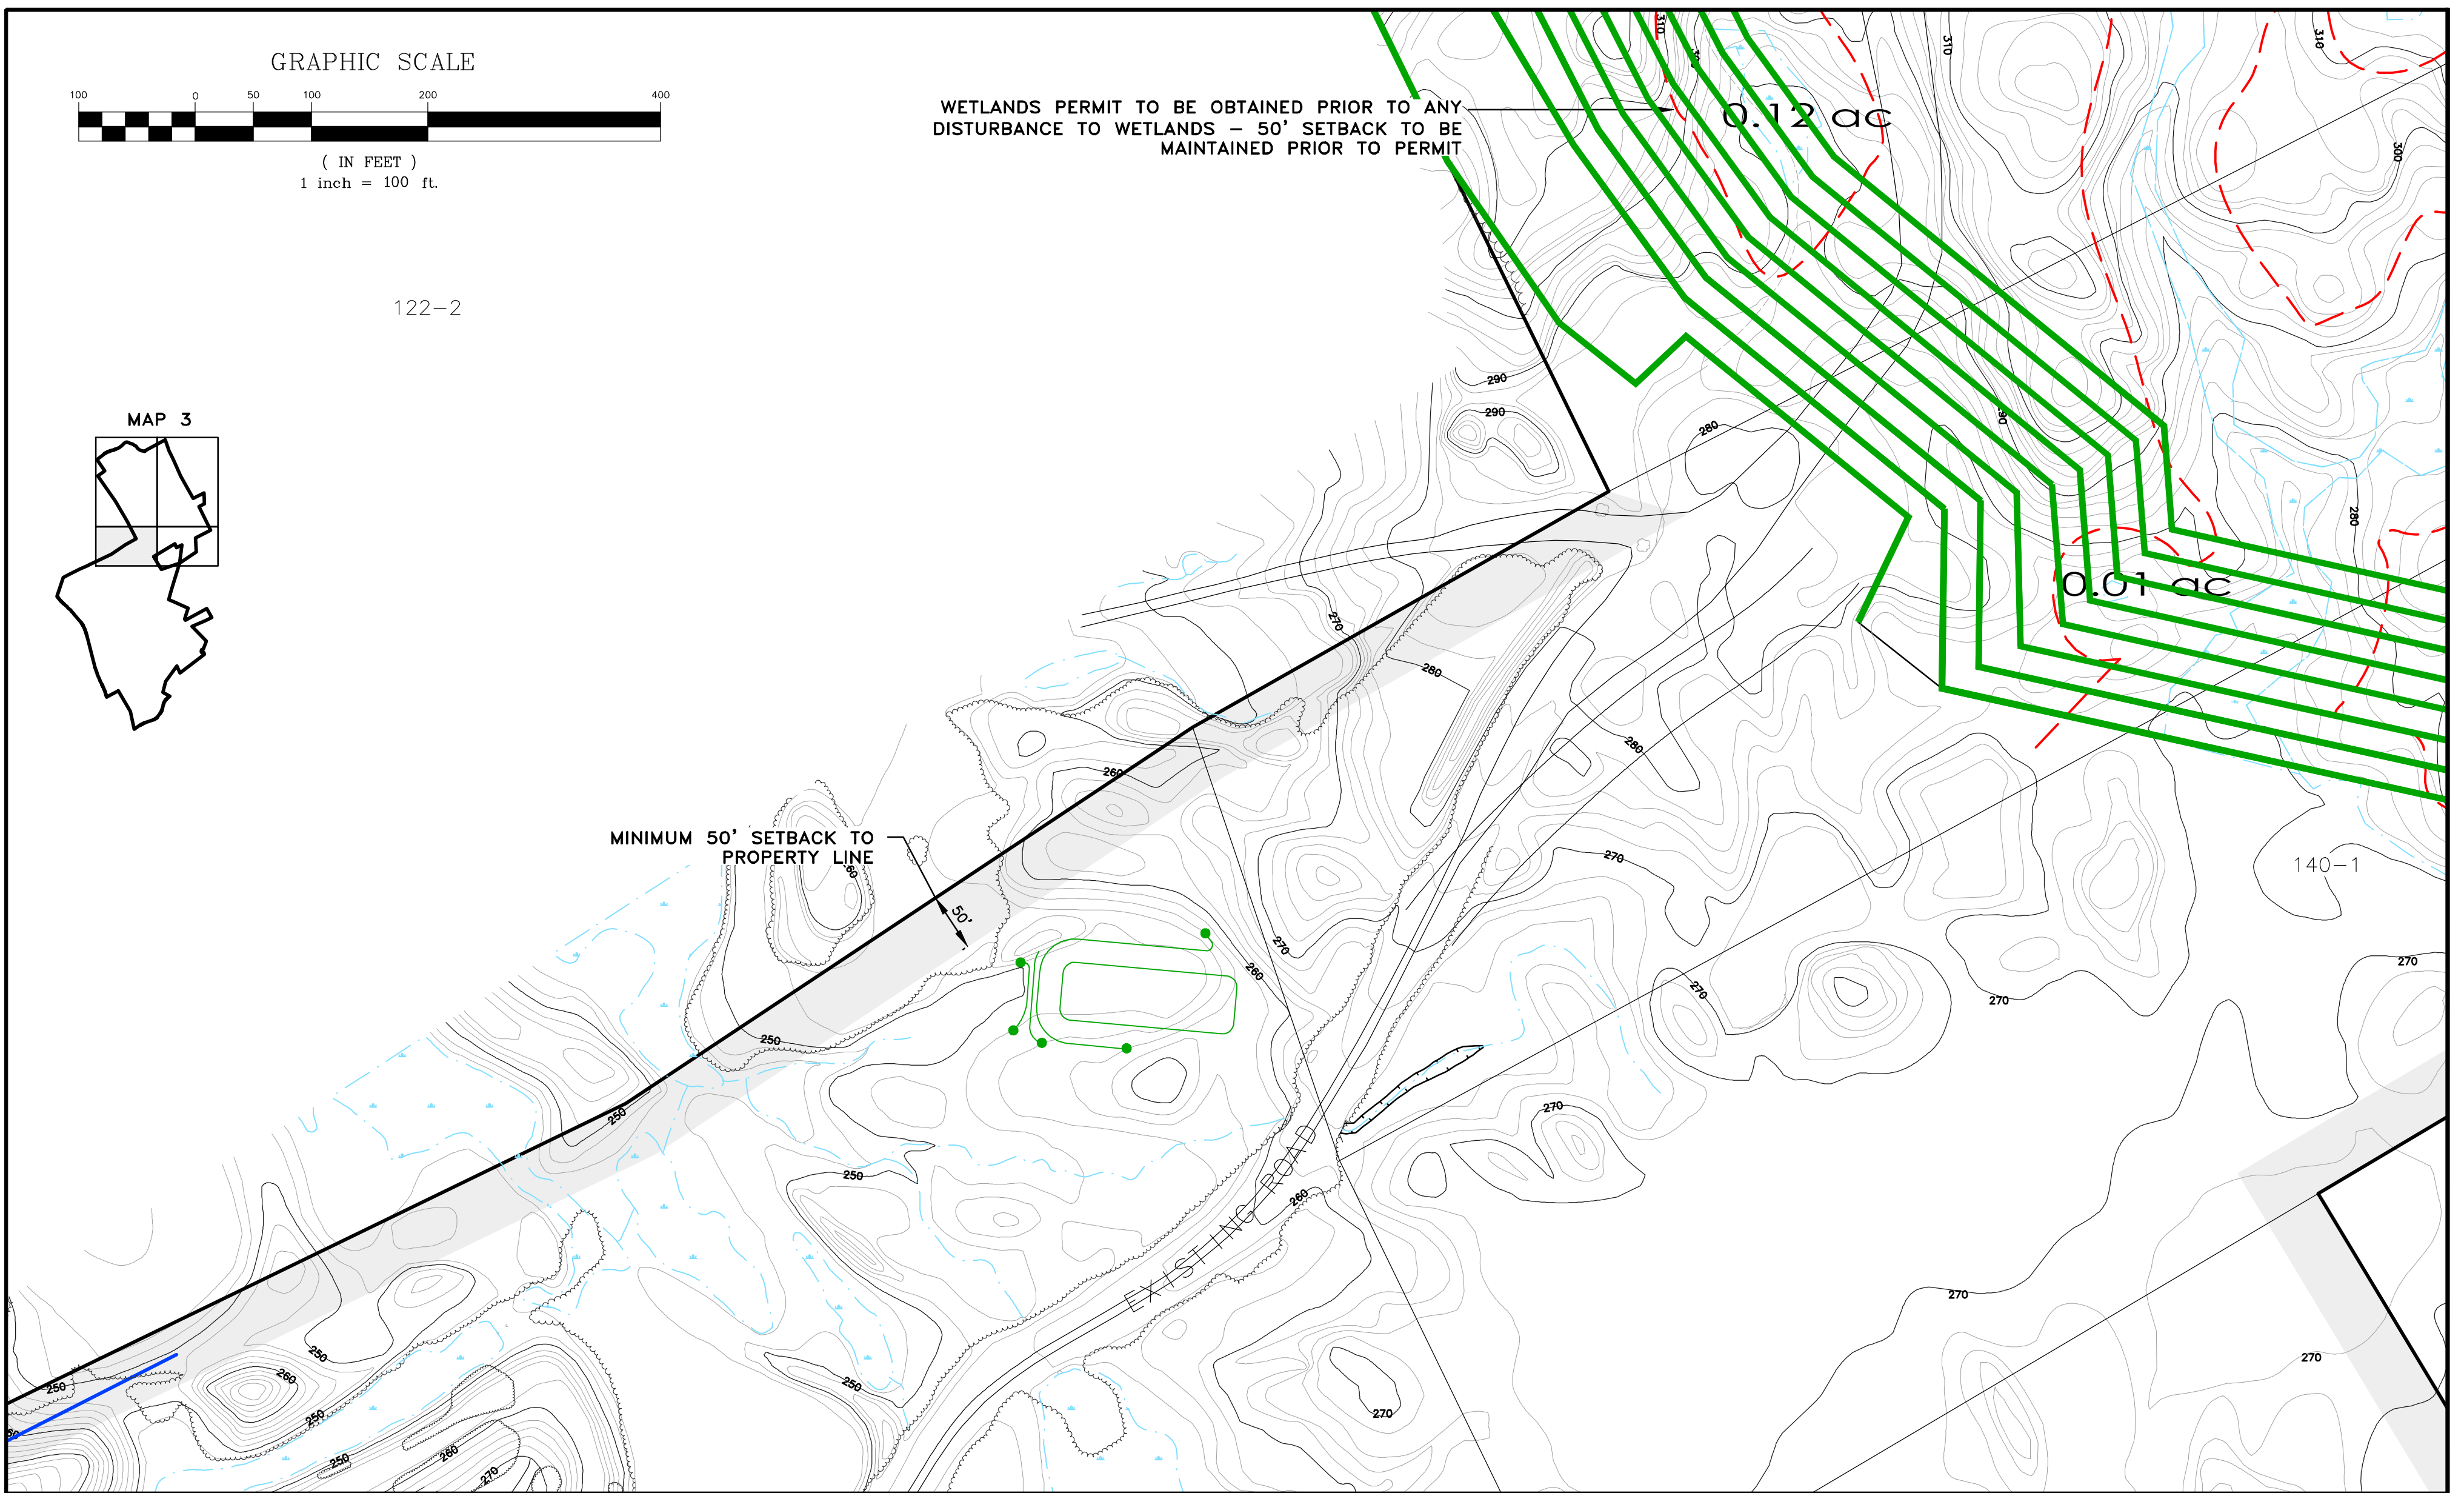 GRAPHIC SCALE
100 0 50 100 200 400
( IN FEET )
1 inch = 100 ft.
WETLANDS PERMIT TO BE OBTAINED PRIOR TO ANY
DISTURBANCE TO WETLANDS – 50' SETBACK TO BE
MAINTAINED PRIOR TO PERMIT
310
310
310
0.12 ac
300
122-2
290
290
MAP 3
280
280
0.01 ac
270
280
280
260
MINIMUM 50' SETBACK TO
PROPERTY LINE
50'
270
140-1
270
260
270
270
270
250
250
270
250
EXISTING ROAD
260
270
250
260
250
270
250
270
250
260
250
270